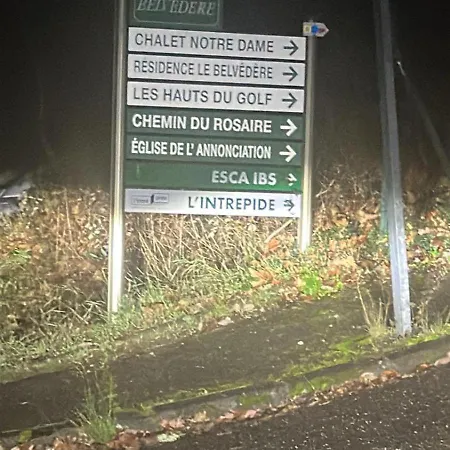 BELVÉDÈRE
CHALET NOTRE DAME
RESIDENCE LE BELVÉDÈRE
LES HAUTS DU GOLF
CHEMIN DU ROSAIRE
ÉGLISE DE L' ANNONCIATION
ESCA IBS
L'INTREPIDE